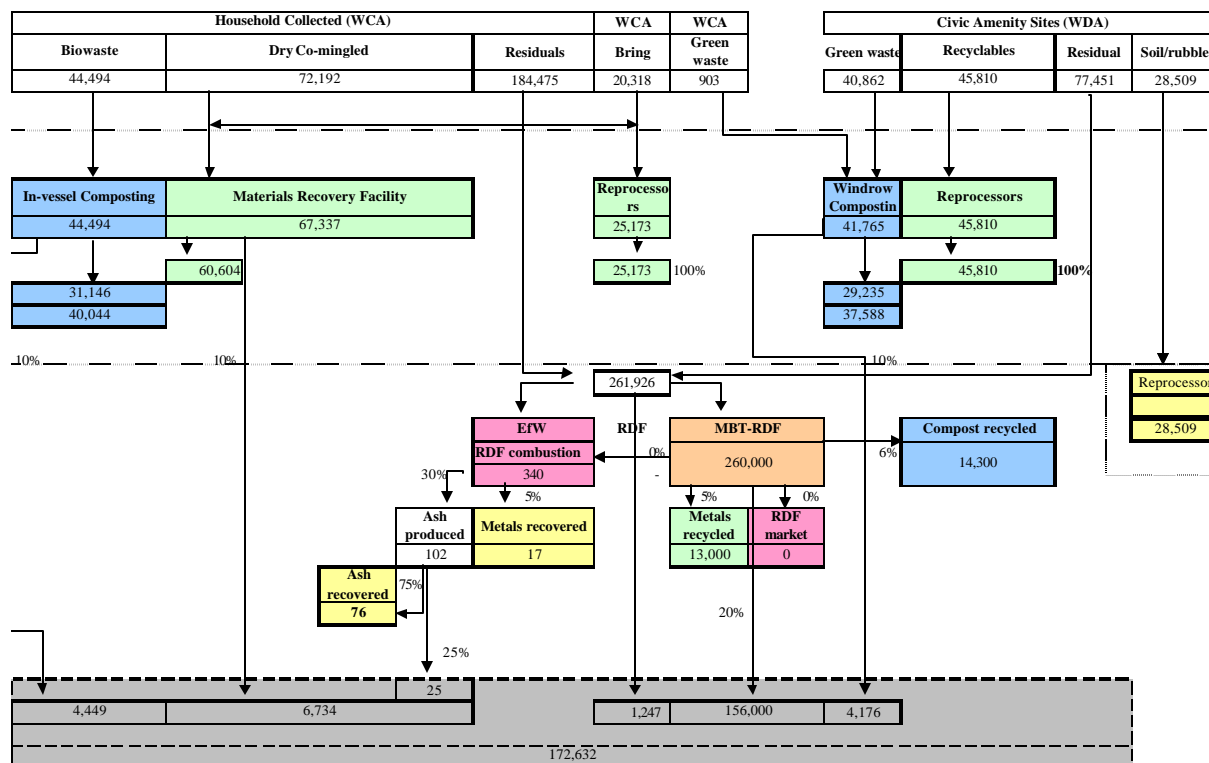 Household Collected (WCA) WCA WCA Civic Amenity Sites (WDA)
Biowaste Dry Co-mingled Residuals Bring Green waste Green waste Recyclables Residual Soil/rubble
44,494 72,192 184,475 20,318 903 40,862 45,810 77,451 28,509
In-vessel Composting Materials Recovery Facility Reprocesso rs Windrow Compostin Reprocessors
44,494 67,337 25,173 41,765 45,810
60,604 25,173 100% 45,810 100%
31,146 29,235
40,044 37,588
10% 10% 10%
261,926 Reprocessor
EfW RDF MBT-RDF Compost recycled
RDF combustion 0% 6% 28,509
340 - 260,000 14,300
30% 5% 5% 0%
Ash produced Metals recovered Metals recycled RDF market
102 17 13,000 0
Ash recovered 75%
76 20%
25%
25
4,449 6,734 1,247 156,000 4,176
172,632